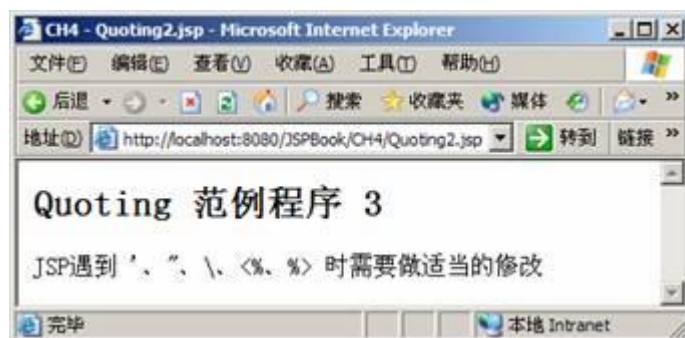 CH4 - Quoting2.jsp - Microsoft Internet Explorer
文件(F) 编辑(E) 查看(V) 收藏(A) 工具(T) 帮助(H)
后退 搜索 收藏夹 媒体 »
地址(D) http://localhost:8080/JSPBook/CH4/Quoting2.jsp 转到 链接 »
Quoting 范例程序 3
JSP遇到 '、"、\、<%、%> 时需要做适当的修改
完毕 本地 Intranet